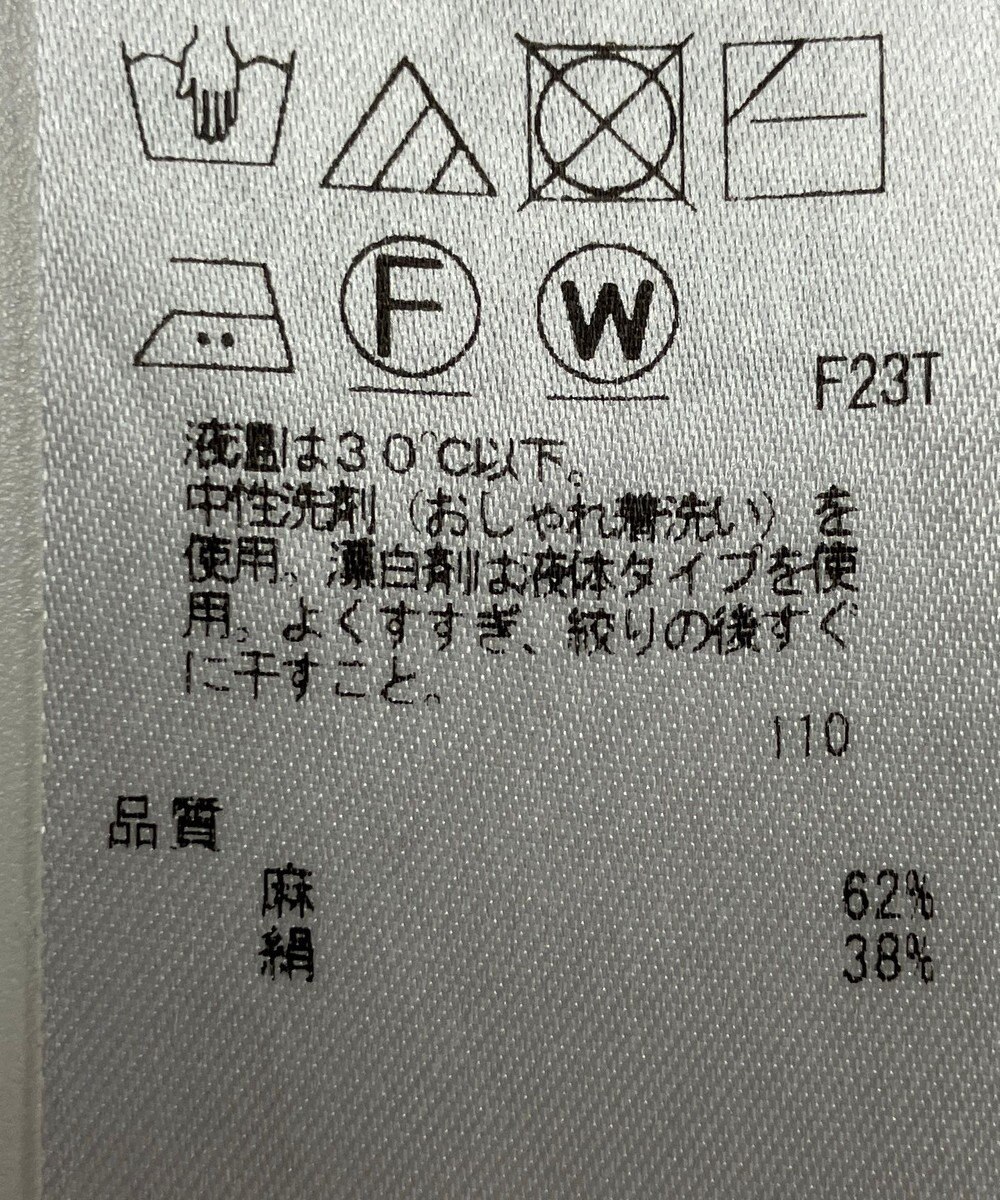 F W
F23T
液温は30℃以下。
中性洗剤（おしゃれ着洗い）を
使用、漂白剤は液体タイプを使
用。よくすすぎ、絞りの後すぐ
に干すこと。
110
品質
麻 62%
絹 38%